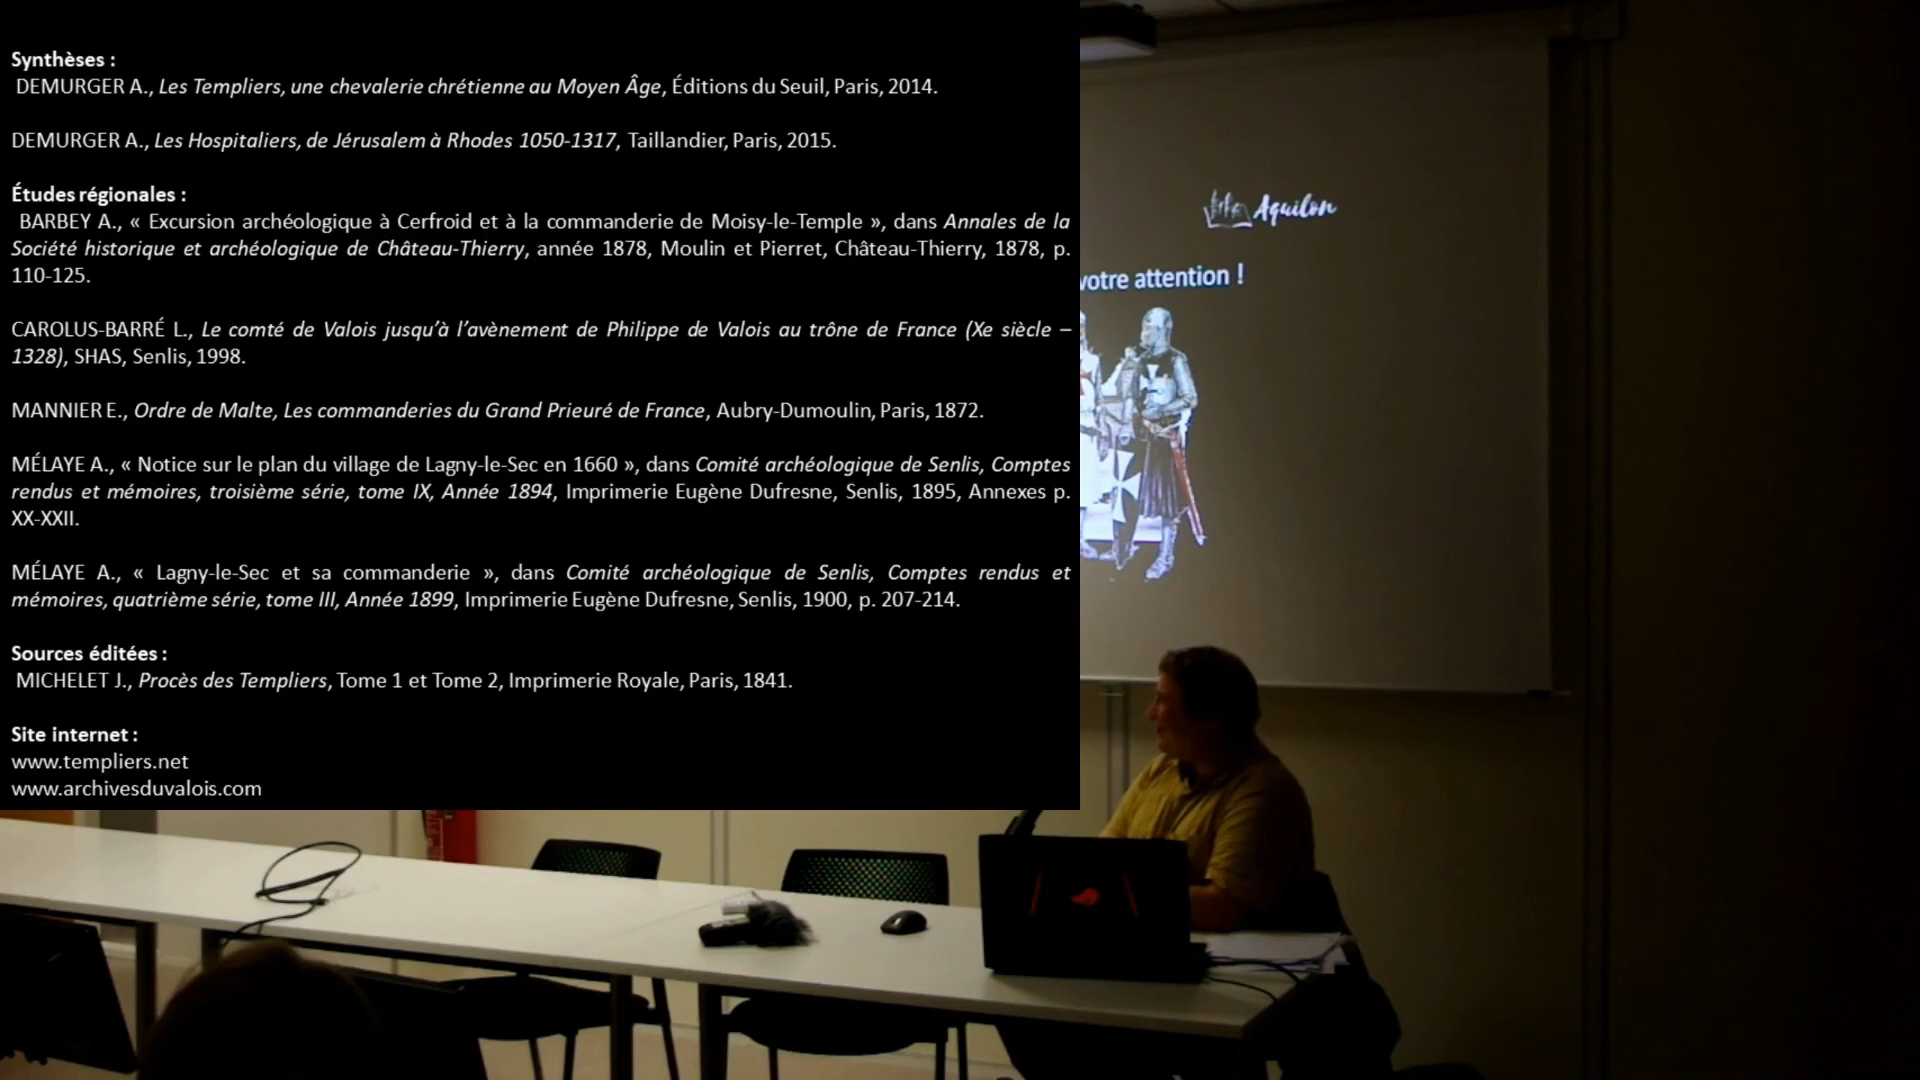 Synthèses :
DEMURGER A., Les Templiers, une chevalerie chrétienne au Moyen Âge, Éditions du Seuil, Paris, 2014.
DEMURGER A., Les Hospitaliers, de Jérusalem à Rhodes 1050-1317, Taillandier, Paris, 2015.
Études régionales :
BARBEY A., « Excursion archéologique à Cerfroid et à la commanderie de Moisy-le-Temple », dans Annales de la
Société historique et archéologique de Château-Thierry, année 1878, Moulin et Pierret, Château-Thierry, 1878, p.
110-125.
CAROLUS-BARRÉ L., Le comté de Valois jusqu’à l’avènement de Philippe de Valois au trône de France (Xe siècle –
1328), SHAS, Senlis, 1998.
MANNIER E., Ordre de Malte, Les commanderies du Grand Prieuré de France, Aubry-Dumoulin, Paris, 1872.
MÉLAYE A., « Notice sur le plan du village de Lagny-le-Sec en 1660 », dans Comité archéologique de Senlis, Comptes
rendus et mémoires, troisième série, tome IX, Année 1894, Imprimerie Eugène Dufresne, Senlis, 1895, Annexes p.
XX-XXII.
MÉLAYE A., « Lagny-le-Sec et sa commanderie », dans Comité archéologique de Senlis, Comptes rendus et
mémoires, quatrième série, tome III, Année 1899, Imprimerie Eugène Dufresne, Senlis, 1900, p. 207-214.
Sources éditées :
MICHELET J., Procès des Templiers, Tome 1 et Tome 2, Imprimerie Royale, Paris, 1841.
Site internet :
www.templiers.net
www.archivesduvalois.com
Aquilon
votre attention !